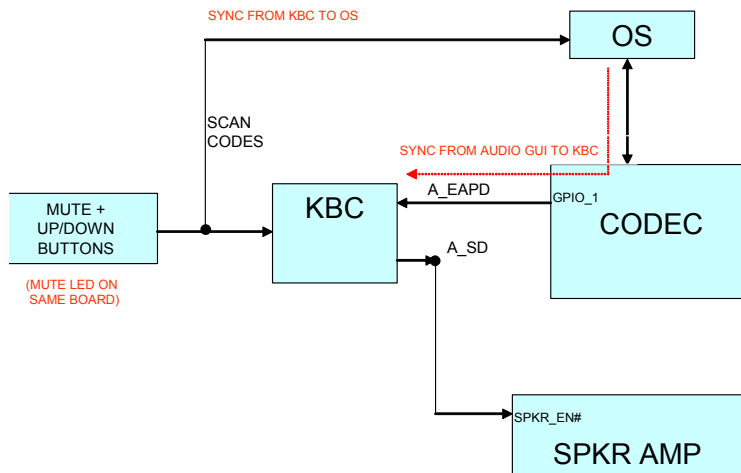 SYNC FROM KBC TO OS
OS
SCAN
CODES
SYNC FROM AUDIO GUI TO KBC
A_EAPD
GPIO_1
KBC
CODEC
MUTE +
UP/DOWN
BUTTONS
A_SD
(MUTE LED ON
SAME BOARD)
SPKR_EN#
SPKR AMP